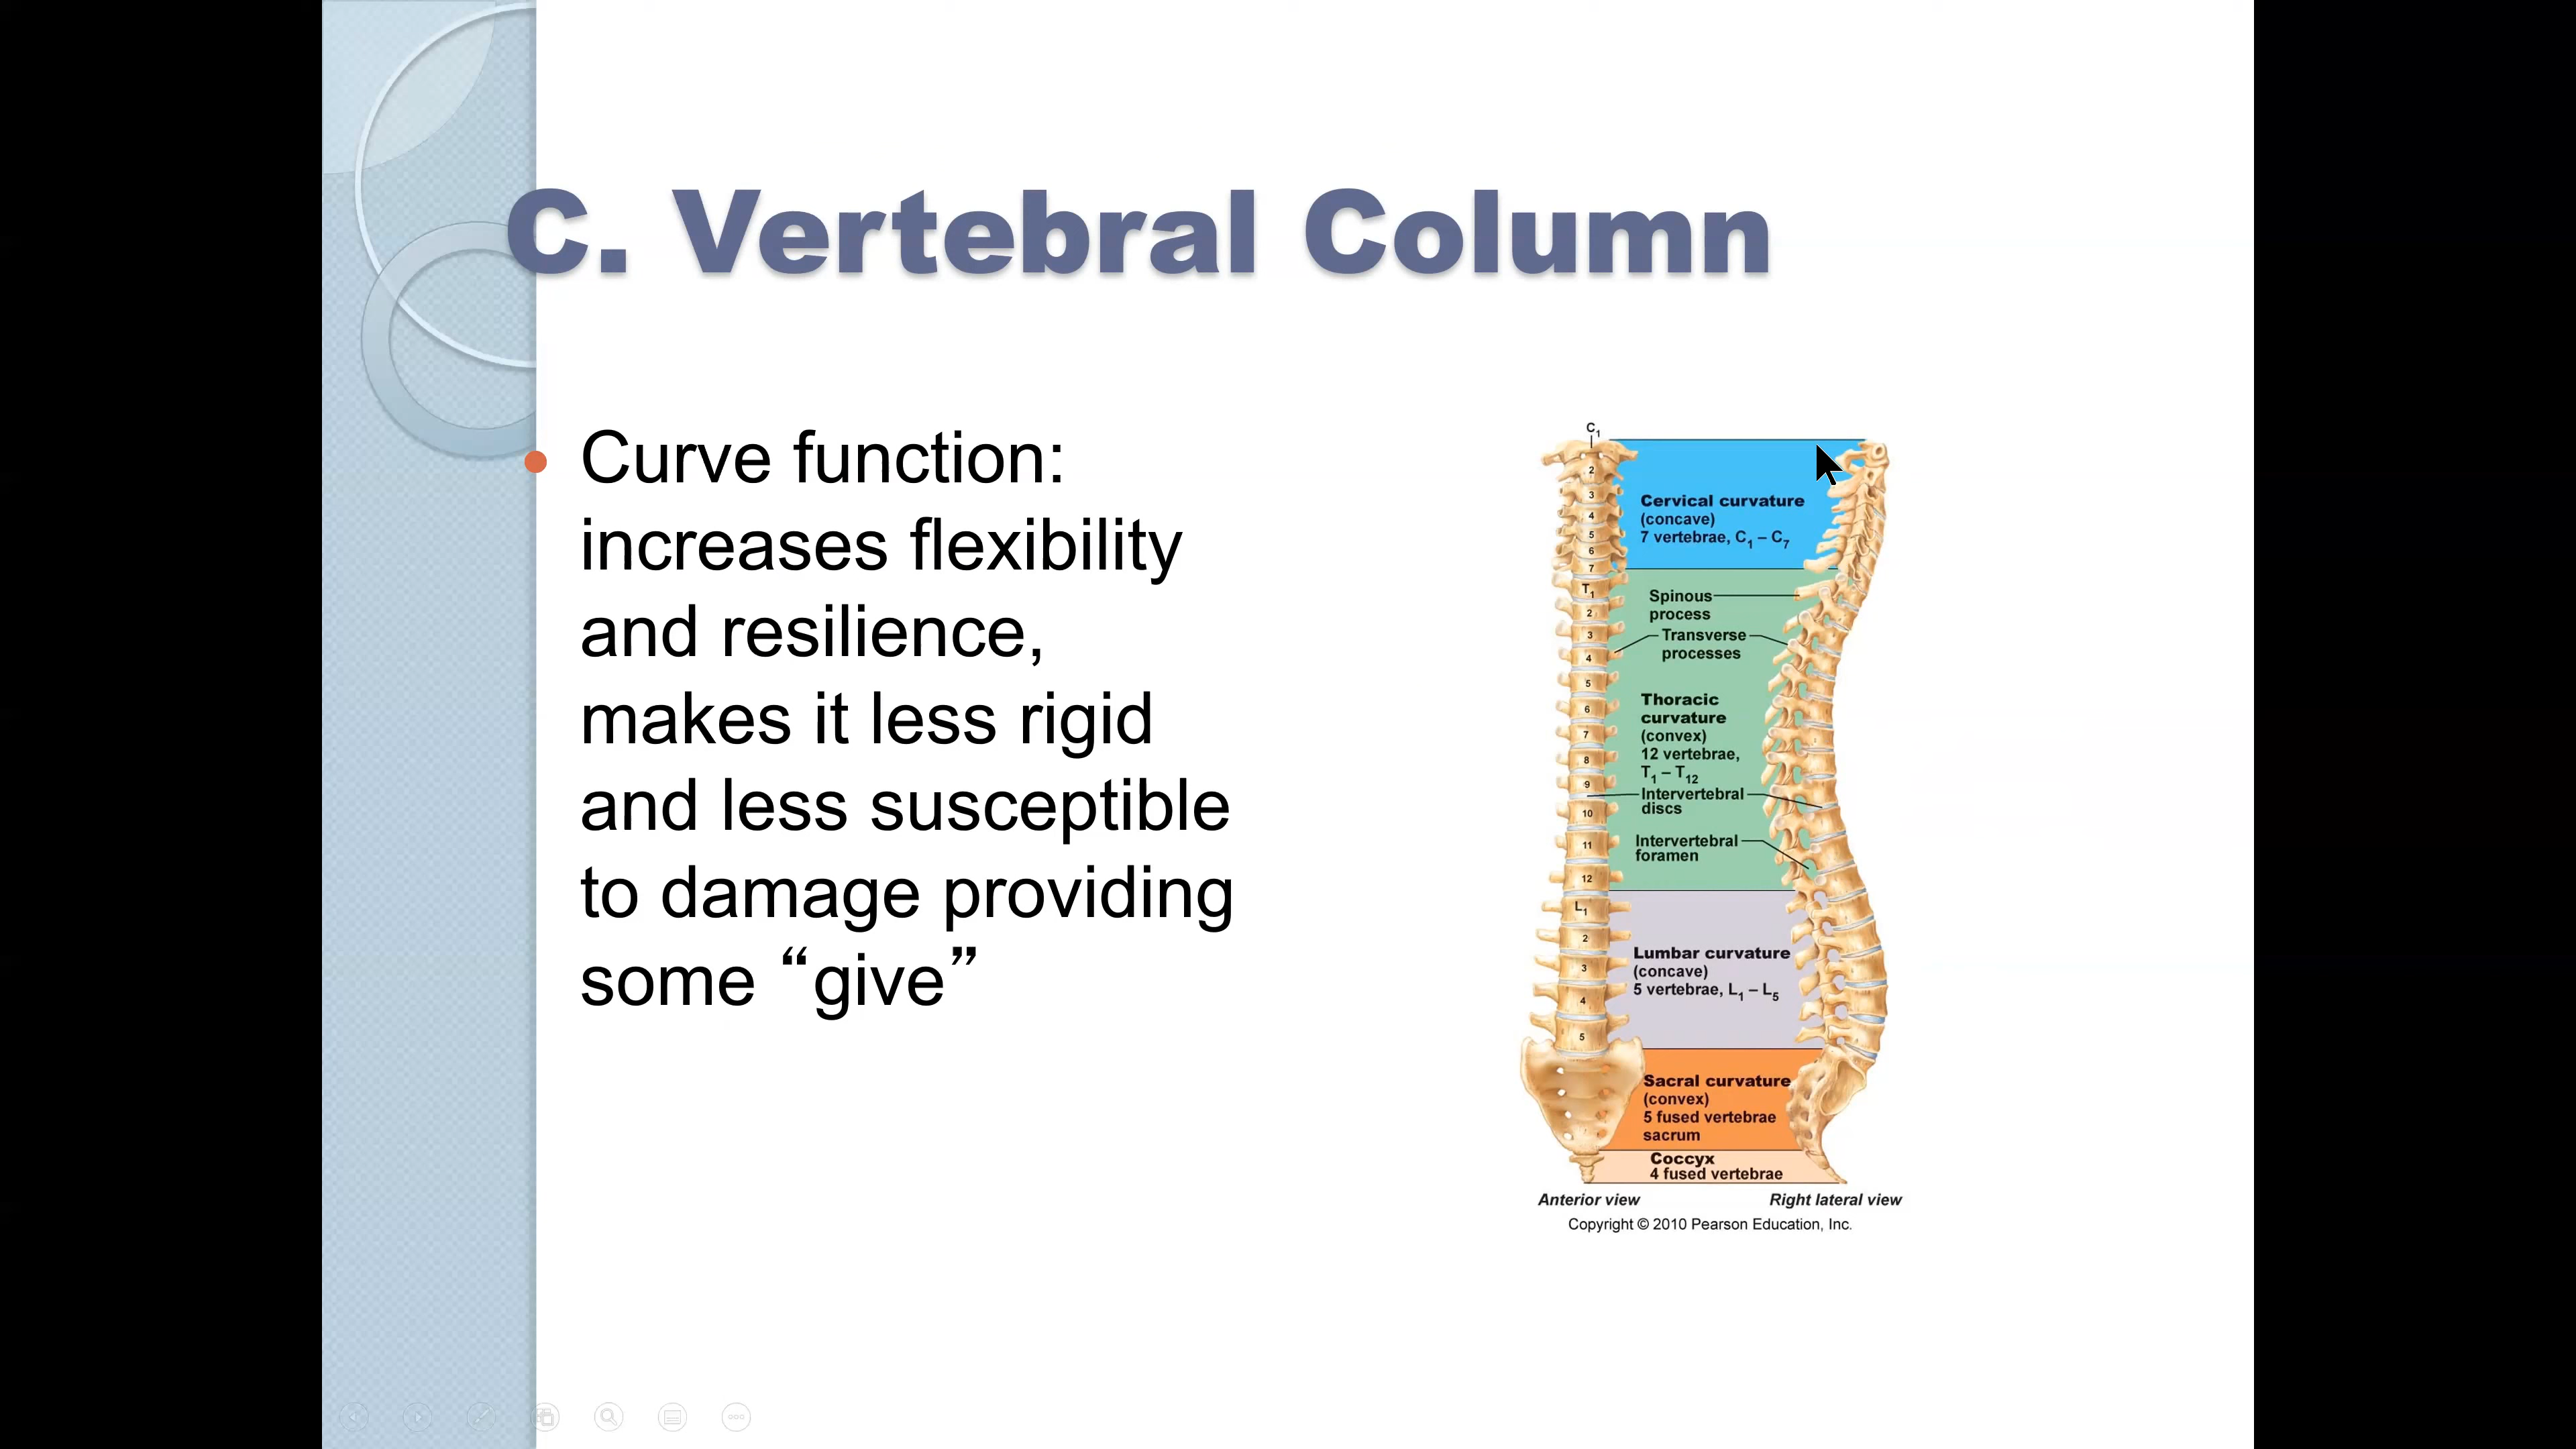 C. Vertebral Column
Curve function:
increases flexibility
and resilience,
makes it less rigid
and less susceptible
to damage providing
some “give”
C1
2
3
4
5
6
7
T1
2
3
4
5
6
7
8
9
10
11
12
L1
2
3
4
5
Cervical curvature
(concave)
7 vertebrae, C1 – C7
Spinous
process
Transverse
processes
Thoracic
curvature
(convex)
12 vertebrae,
T1 – T12
Intervertebral
discs
Intervertebral
foramen
Lumbar curvature
(concave)
5 vertebrae, L1 – L5
Sacral curvature
(convex)
5 fused vertebrae
sacrum
Coccyx
4 fused vertebrae
Anterior view
Right lateral view
Copyright © 2010 Pearson Education, Inc.